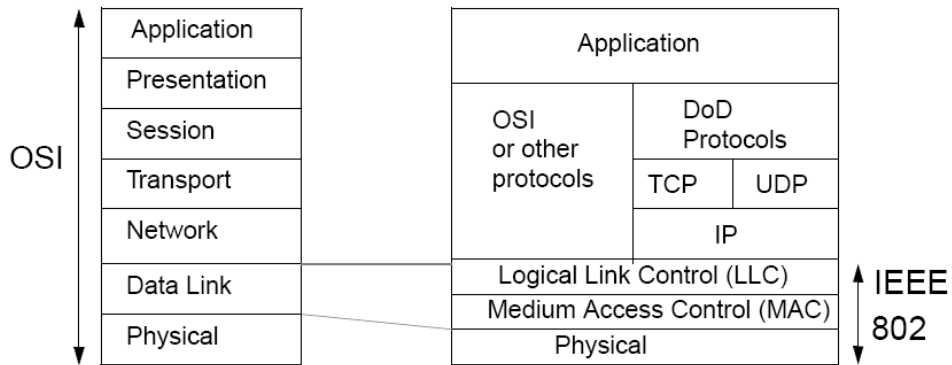 OSI
Application
Presentation
Session
Transport
Network
Data Link
Physical
Application
OSI
or other
protocols
DoD
Protocols
TCP
UDP
IP
Logical Link Control (LLC)
Medium Access Control (MAC)
Physical
IEEE
802